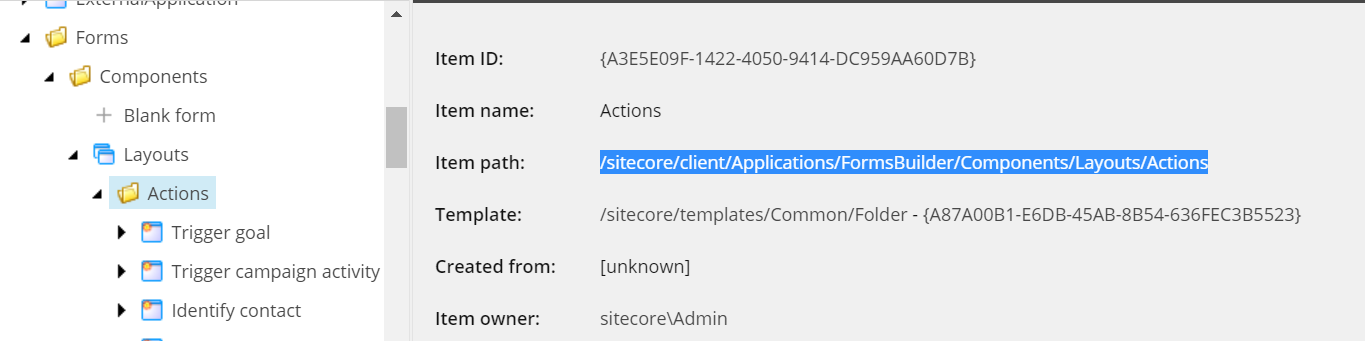 ExternalApplication
Forms
Components
Blank form
Layouts
Actions
Trigger goal
Trigger campaign activity
Identify contact
Item ID: {A3E5E09F-1422-4050-9414-DC959AA60D7B}
Item name: Actions
Item path: /sitecore/client/Applications/FormsBuilder/Components/Layouts/Actions
Template: /sitecore/templates/Common/Folder - {A87A00B1-E6DB-45AB-8B54-636FEC3B5523}
Created from: [unknown]
Item owner: sitecore\Admin